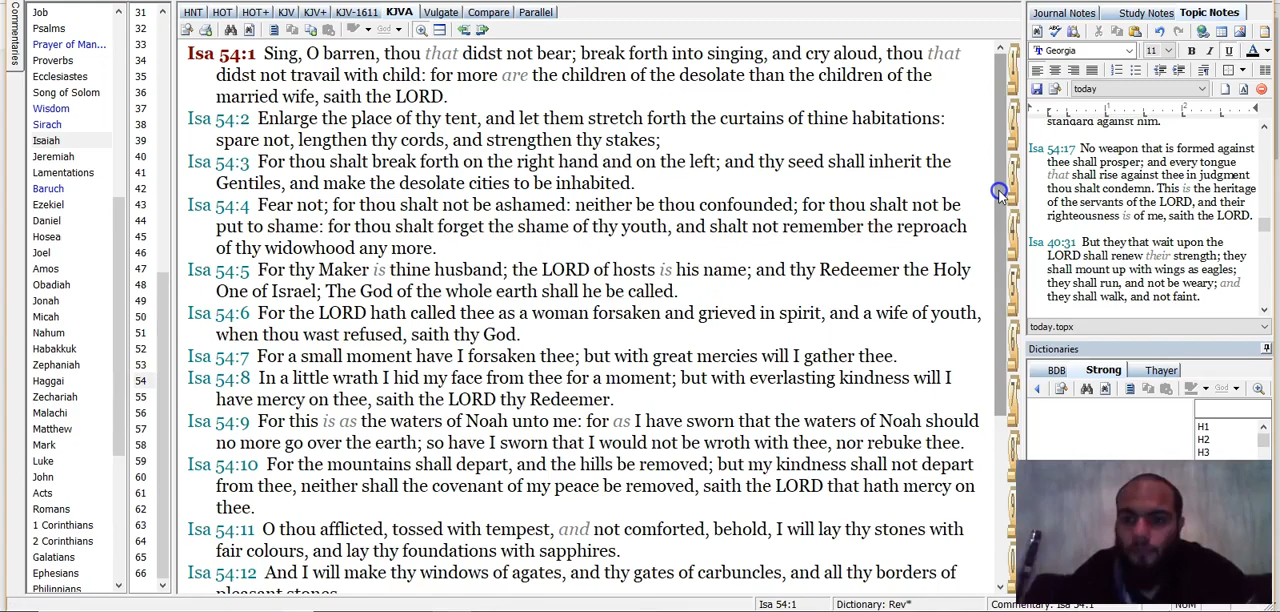 Commentaries
Job
Psalms
Prayer of Man...
Proverbs
Ecclesiastes
Song of Solom
Wisdom
Sirach
Isaiah
Jeremiah
Lamentations
Baruch
Ezekiel
Daniel
Hosea
Joel
Amos
Obadiah
Jonah
Micah
Nahum
Habakkuk
Zephaniah
Haggai
Zechariah
Malachi
Matthew
Mark
Luke
John
Acts
Romans
1 Corinthians
2 Corinthians
Galatians
Ephesians
Philippians
31
32
33
34
35
36
37
38
39
40
41
42
43
44
45
46
47
48
49
50
51
52
53
54
55
56
57
58
59
60
61
62
63
64
65
66
HNT HOT HOT+ KJV KJV+ KJV-1611 KJVA Vulgate Compare Parallel
God
Isa 54:1 Sing, O barren, thou that didst not bear; break forth into singing, and cry aloud, thou that
didst not travail with child: for more are the children of the desolate than the children of the
married wife, saith the LORD.
Isa 54:2 Enlarge the place of thy tent, and let them stretch forth the curtains of thine habitations:
spare not, lengthen thy cords, and strengthen thy stakes;
Isa 54:3 For thou shalt break forth on the right hand and on the left; and thy seed shall inherit the
Gentiles, and make the desolate cities to be inhabited.
Isa 54:4 Fear not; for thou shalt not be ashamed: neither be thou confounded; for thou shalt not be
put to shame: for thou shalt forget the shame of thy youth, and shalt not remember the reproach
of thy widowhood any more.
Isa 54:5 For thy Maker is thine husband; the LORD of hosts is his name; and thy Redeemer the Holy
One of Israel; The God of the whole earth shall he be called.
Isa 54:6 For the LORD hath called thee as a woman forsaken and grieved in spirit, and a wife of youth,
when thou wast refused, saith thy God.
Isa 54:7 For a small moment have I forsaken thee; but with great mercies will I gather thee.
Isa 54:8 In a little wrath I hid my face from thee for a moment; but with everlasting kindness will I
have mercy on thee, saith the LORD thy Redeemer.
Isa 54:9 For this is as the waters of Noah unto me: for as I have sworn that the waters of Noah should
no more go over the earth; so have I sworn that I would not be wroth with thee, nor rebuke thee.
Isa 54:10 For the mountains shall depart, and the hills be removed; but my kindness shall not depart
from thee, neither shall the covenant of my peace be removed, saith the LORD that hath mercy on
thee.
Isa 54:11 O thou afflicted, tossed with tempest, and not comforted, behold, I will lay thy stones with
fair colours, and lay thy foundations with sapphires.
Isa 54:12 And I will make thy windows of agates, and thy gates of carbuncles, and all thy borders of
pleasant stones.
Isa 54:1 Dictionary: Rev* Commentary: Isa 54:1 NUM
Journal Notes Study Notes Topic Notes
Georgia 11 B I U A
today
1 2
standard against him.
Isa 54:17 No weapon that is formed against
thee shall prosper; and every tongue
that shall rise against thee in judgment
thou shalt condemn. This is the heritage
of the servants of the LORD, and their
righteousness is of me, saith the LORD.
Isa 40:31 But they that wait upon the
LORD shall renew their strength; they
shall mount up with wings as eagles;
they shall run, and not be weary; and
they shall walk, and not faint.
today.topx
Dictionaries
BDB Strong Thayer
God
H1
H2
H3